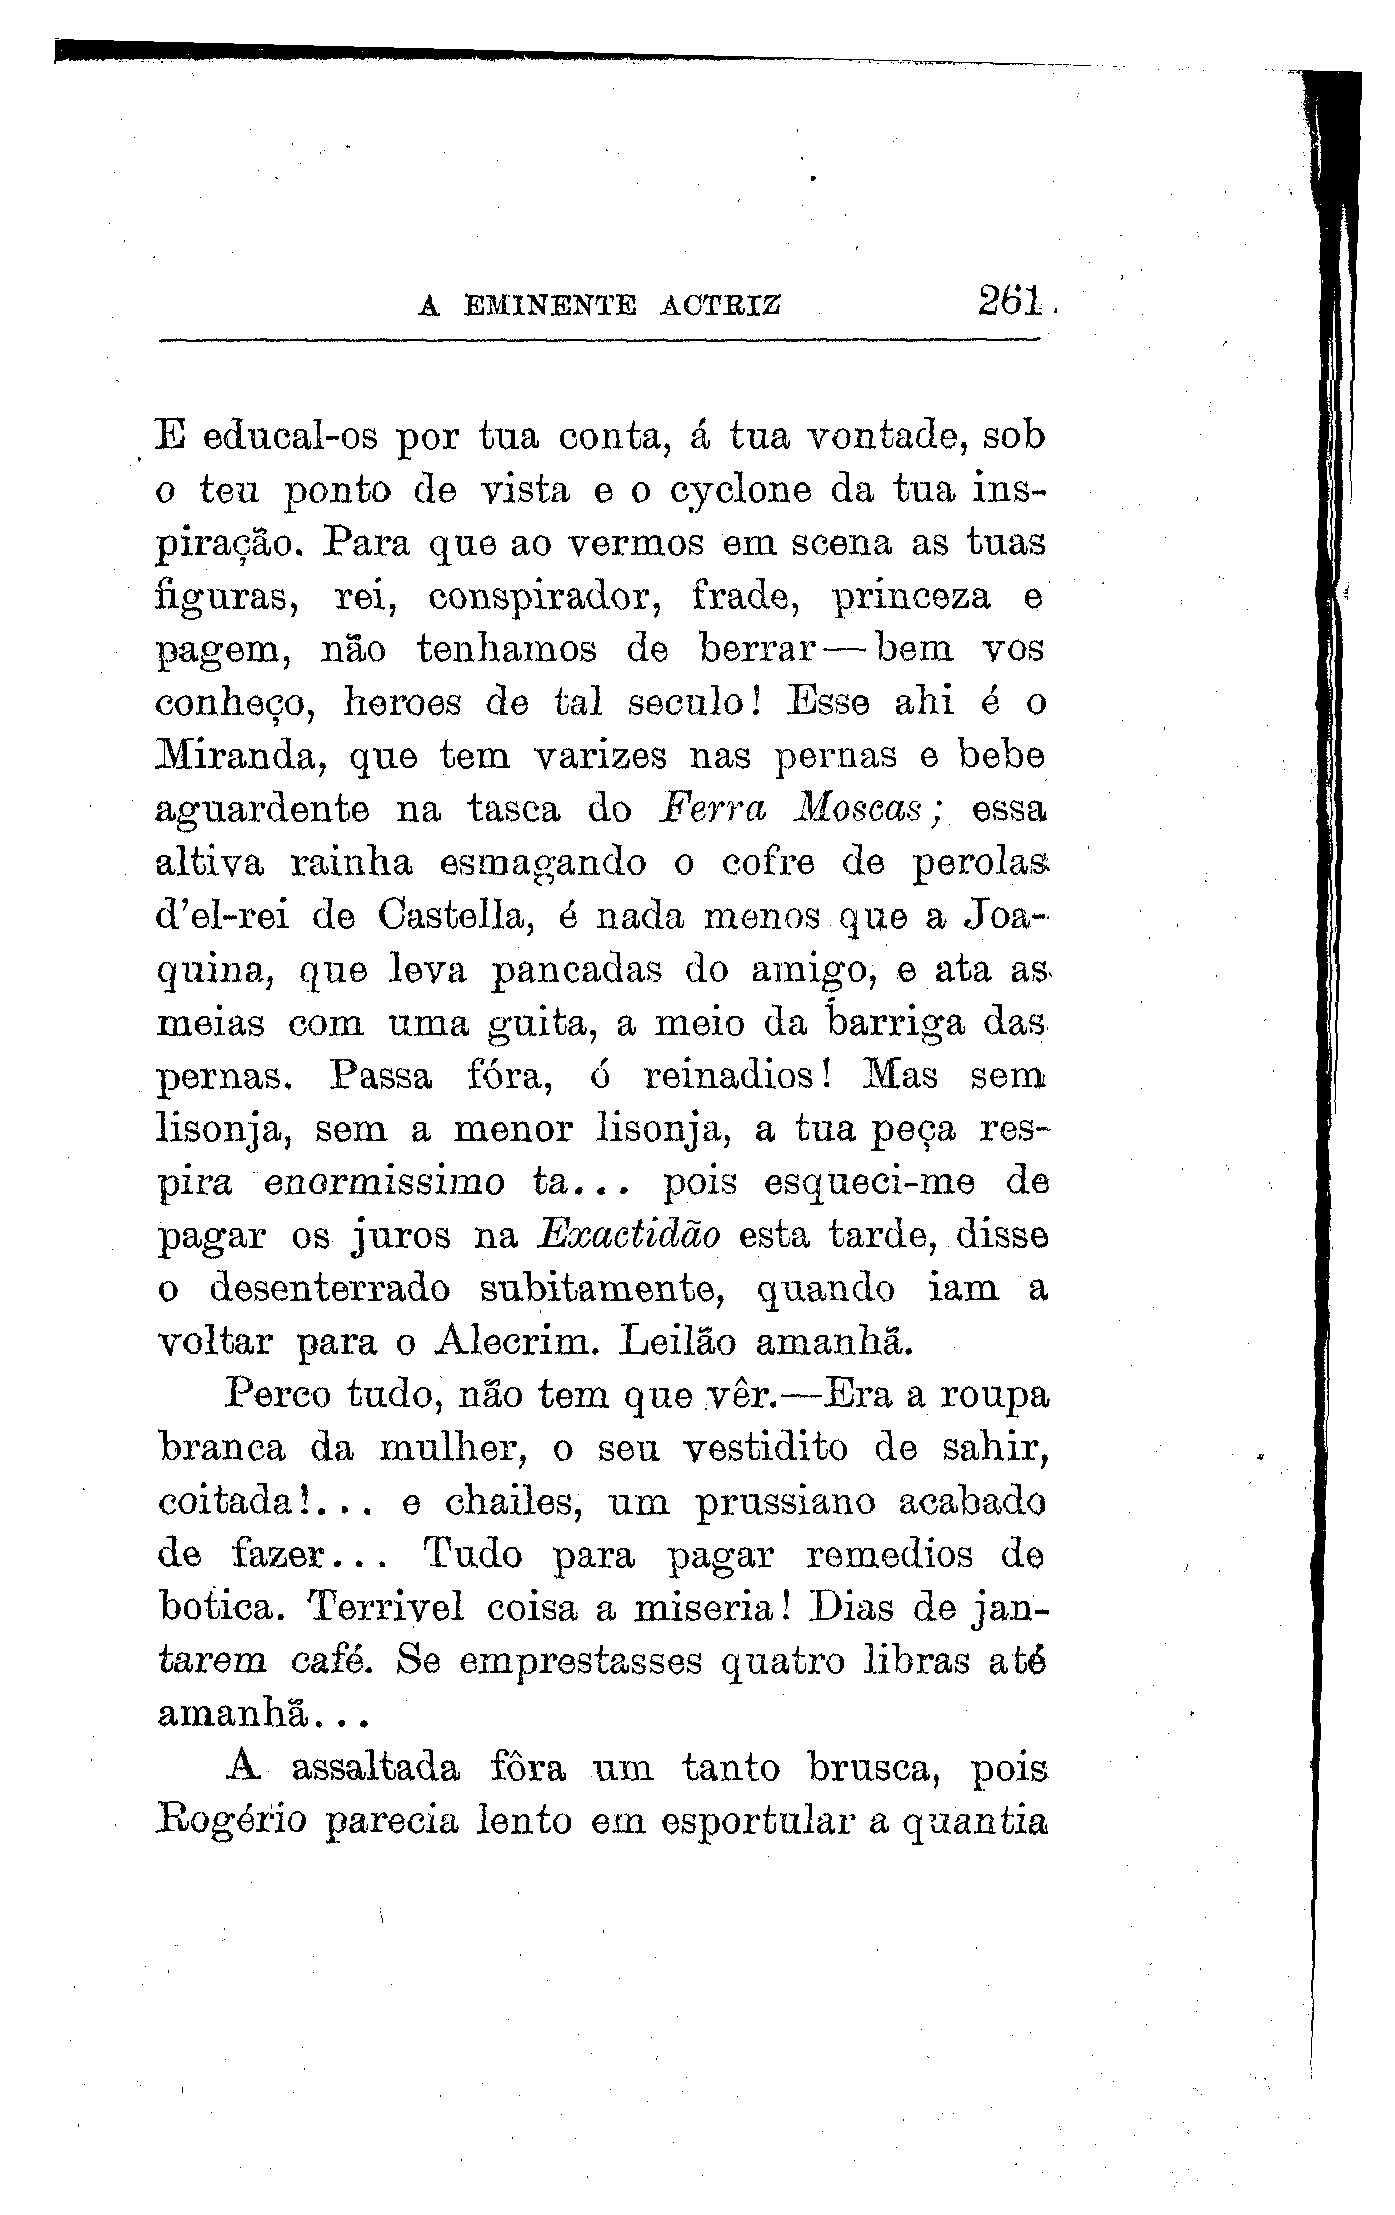 A EMINENTE ACTRIZ 261
E educal-os por tua conta, á tua vontade, sob
o teu ponto de vista e o cyclone da tua ins-
piração. Para que ao vermos em scena as tuas
figuras, rei, conspirador, frade, princeza e
pagem, não tenhamos de berrar—bem vos
conheço, heroes de tal seculo! Esse ahi é o
Miranda, que tem varizes nas pernas e bebe
aguardente na tasca do Ferra Moscas; essa
altiva rainha esmagando o cofre de perolas
d'el-rei de Castella, é nada menos que a Joa-
quina, que leva pancadas do amigo, e ata as
meias com uma guita, a meio da barriga das
pernas. Passa fóra, ó reinadios! Mas sem
lisonja, sem a menor lisonja, a tua peça res-
pira enormissimo ta... pois esqueci-me de
pagar os juros na Exactidão esta tarde, disse
o desenterrado subitamente, quando iam a
voltar para o Alecrim. Leilão amanhã.
Perco tudo, não tem que vêr.—Era a roupa
branca da mulher, o seu vestidito de sahir,
coitada!... e chailes, um prussiano acabado
de fazer... Tudo para pagar remedios de
botica. Terrivel coisa a miseria! Dias de jan-
tarem café. Se emprestasses quatro libras até
amanhã...
A assaltada fôra um tanto brusca, pois
Rogério parecia lento em esportular a quantia